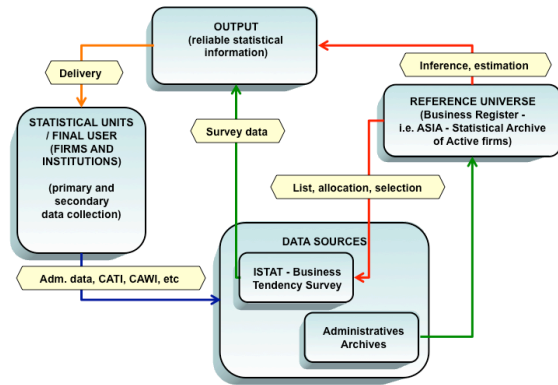 OUTPUT
(reliable statistical
information)
Delivery
Inference, estimation
STATISTICAL UNITS
/ FINAL USER
(FIRMS AND
INSTITUTIONS)
(primary and
secondary
data collection)
Survey data
REFERENCE UNIVERSE
(Business Register -
i.e. ASIA - Statistical Archive
of Active firms)
List, allocation, selection
DATA SOURCES
ISTAT - Business
Tendency Survey
Adm. data, CATI, CAWI, etc
Administratives
Archives